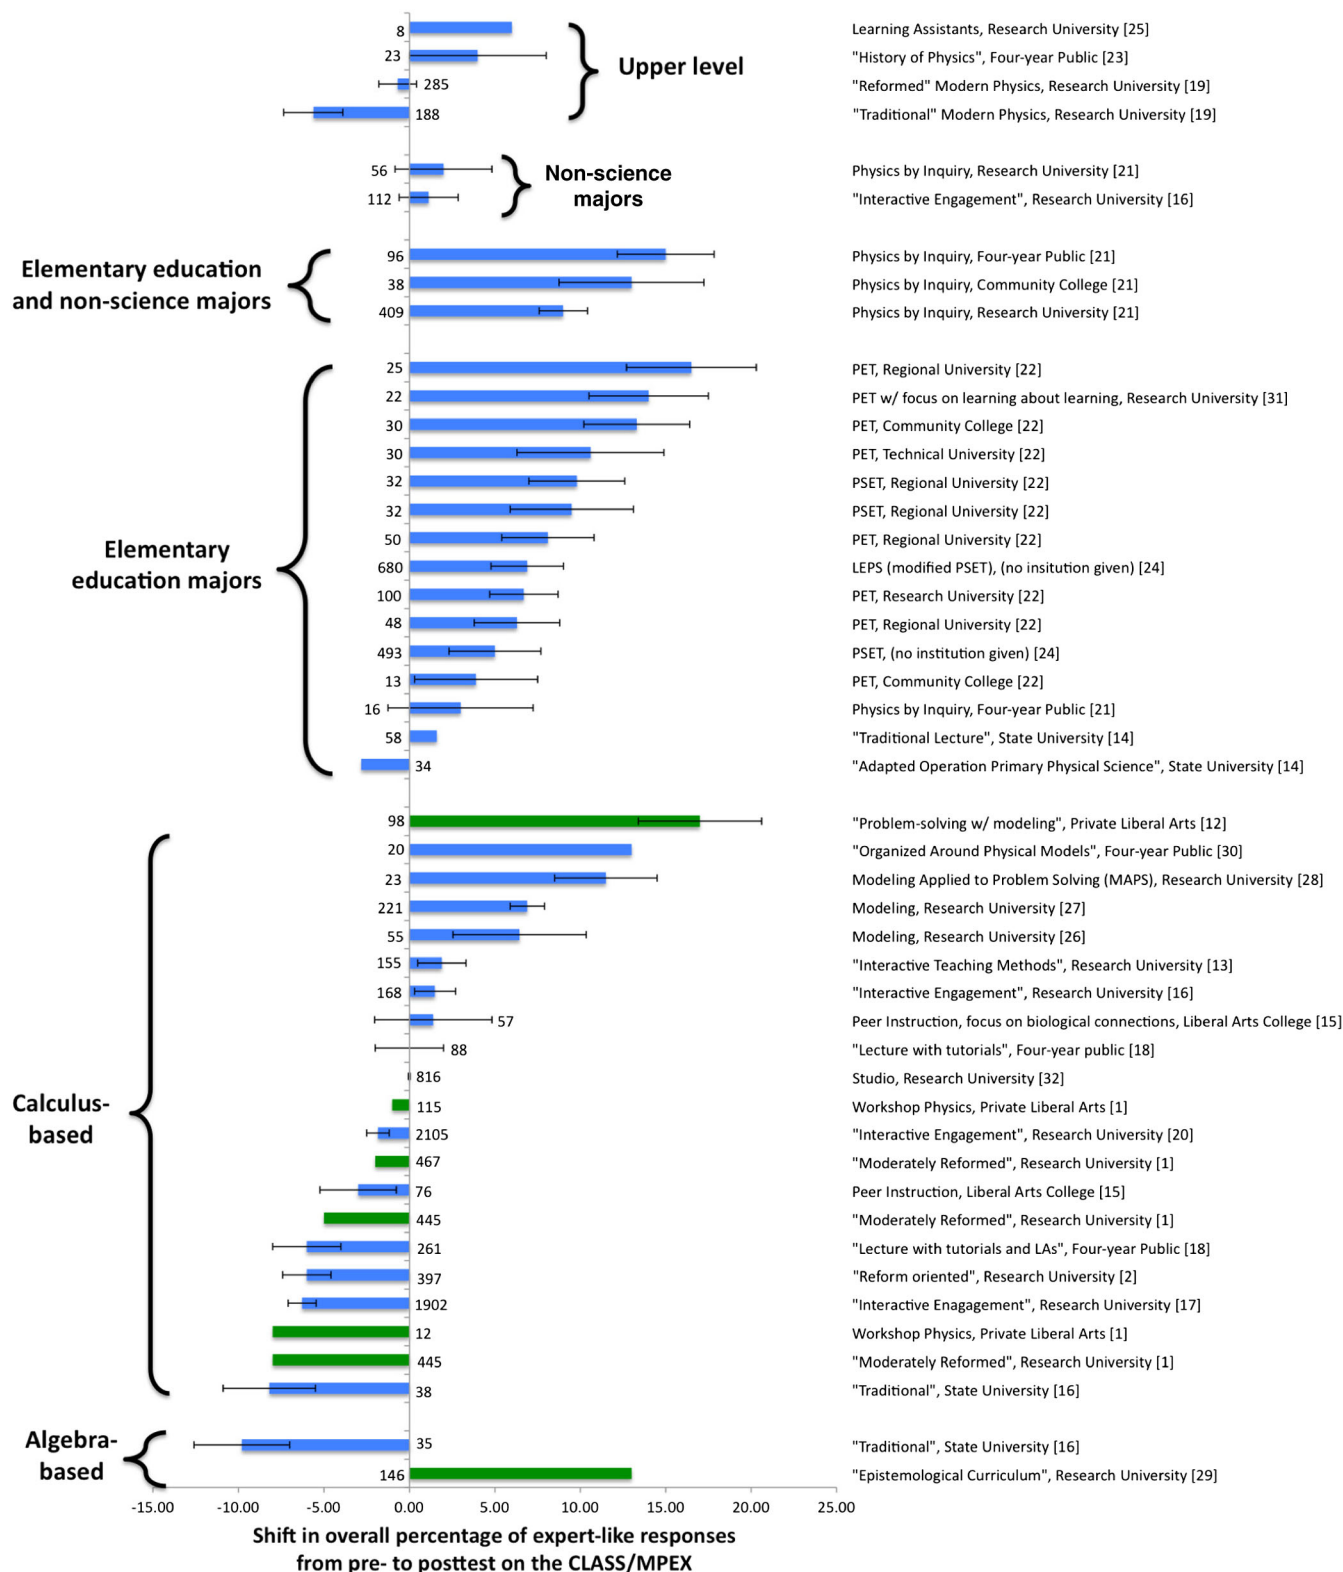 8 Learning Assistants, Research University [25]
23 "History of Physics", Four-year Public [23]
Upper level
285 "Reformed" Modern Physics, Research University [19]
188 "Traditional" Modern Physics, Research University [19]
56 Physics by Inquiry, Research University [21]
Non-science
majors
112 "Interactive Engagement", Research University [16]
Elementary education
and non-science majors
96 Physics by Inquiry, Four-year Public [21]
38 Physics by Inquiry, Community College [21]
409 Physics by Inquiry, Research University [21]
Elementary
education majors
25 PET, Regional University [22]
22 PET w/ focus on learning about learning, Research University [31]
30 PET, Community College [22]
30 PET, Technical University [22]
32 PSET, Regional University [22]
32 PSET, Regional University [22]
50 PET, Regional University [22]
680 LEPS (modified PSET), (no insitution given) [24]
100 PET, Research University [22]
48 PET, Regional University [22]
493 PSET, (no institution given) [24]
13 PET, Community College [22]
16 Physics by Inquiry, Four-year Public [21]
58 "Traditional Lecture", State University [14]
34 "Adapted Operation Primary Physical Science", State University [14]
Calculus-
based
98 "Problem-solving w/ modeling", Private Liberal Arts [12]
20 "Organized Around Physical Models", Four-year Public [30]
23 Modeling Applied to Problem Solving (MAPS), Research University [28]
221 Modeling, Research University [27]
55 Modeling, Research University [26]
155 "Interactive Teaching Methods", Research University [13]
168 "Interactive Engagement", Research University [16]
57 Peer Instruction, focus on biological connections, Liberal Arts College [15]
88 "Lecture with tutorials", Four-year public [18]
816 Studio, Research University [32]
115 Workshop Physics, Private Liberal Arts [1]
2105 "Interactive Engagement", Research University [20]
467 "Moderately Reformed", Research University [1]
76 Peer Instruction, Liberal Arts College [15]
445 "Moderately Reformed", Research University [1]
261 "Lecture with tutorials and LAs", Four-year Public [18]
397 "Reform oriented", Research University [2]
1902 "Interactive Enagagement", Research University [17]
12 Workshop Physics, Private Liberal Arts [1]
445 "Moderately Reformed", Research University [1]
38 "Traditional", State University [16]
Algebra-
based
35 "Traditional", State University [16]
146 "Epistemological Curriculum", Research University [29]
-15.00 -10.00 -5.00 0.00 5.00 10.00 15.00 20.00 25.00
Shift in overall percentage of expert-like responses
from pre- to posttest on the CLASS/MPEX